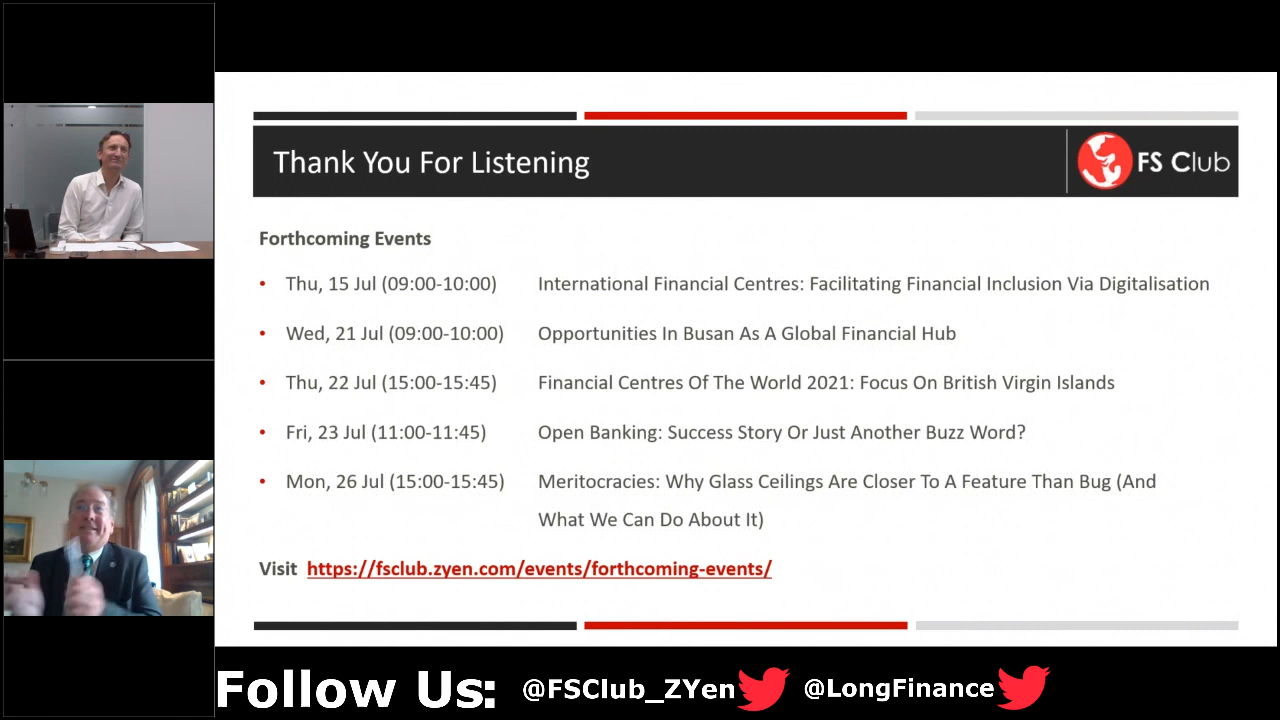 Thank You For Listening
FS Club
Forthcoming Events
• Thu, 15 Jul (09:00-10:00) International Financial Centres: Facilitating Financial Inclusion Via Digitalisation
• Wed, 21 Jul (09:00-10:00) Opportunities In Busan As A Global Financial Hub
• Thu, 22 Jul (15:00-15:45) Financial Centres Of The World 2021: Focus On British Virgin Islands
• Fri, 23 Jul (11:00-11:45) Open Banking: Success Story Or Just Another Buzz Word?
• Mon, 26 Jul (15:00-15:45) Meritocracies: Why Glass Ceilings Are Closer To A Feature Than Bug (And
What We Can Do About It)
Visit https://fsclub.zyen.com/events/forthcoming-events/
Follow Us: @FSClub_ZYen @LongFinance